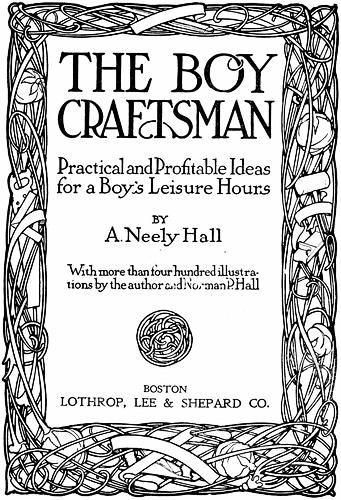 THE BOY
CRAFTSMAN
Practical and Profitable Ideas
for a Boy's Leisure Hours
BY
A. Neely Hall
With more than four hundred illustra-
tions by the author and Norman P. Hall
BOSTON
LOTHROP, LEE & SHEPARD CO.